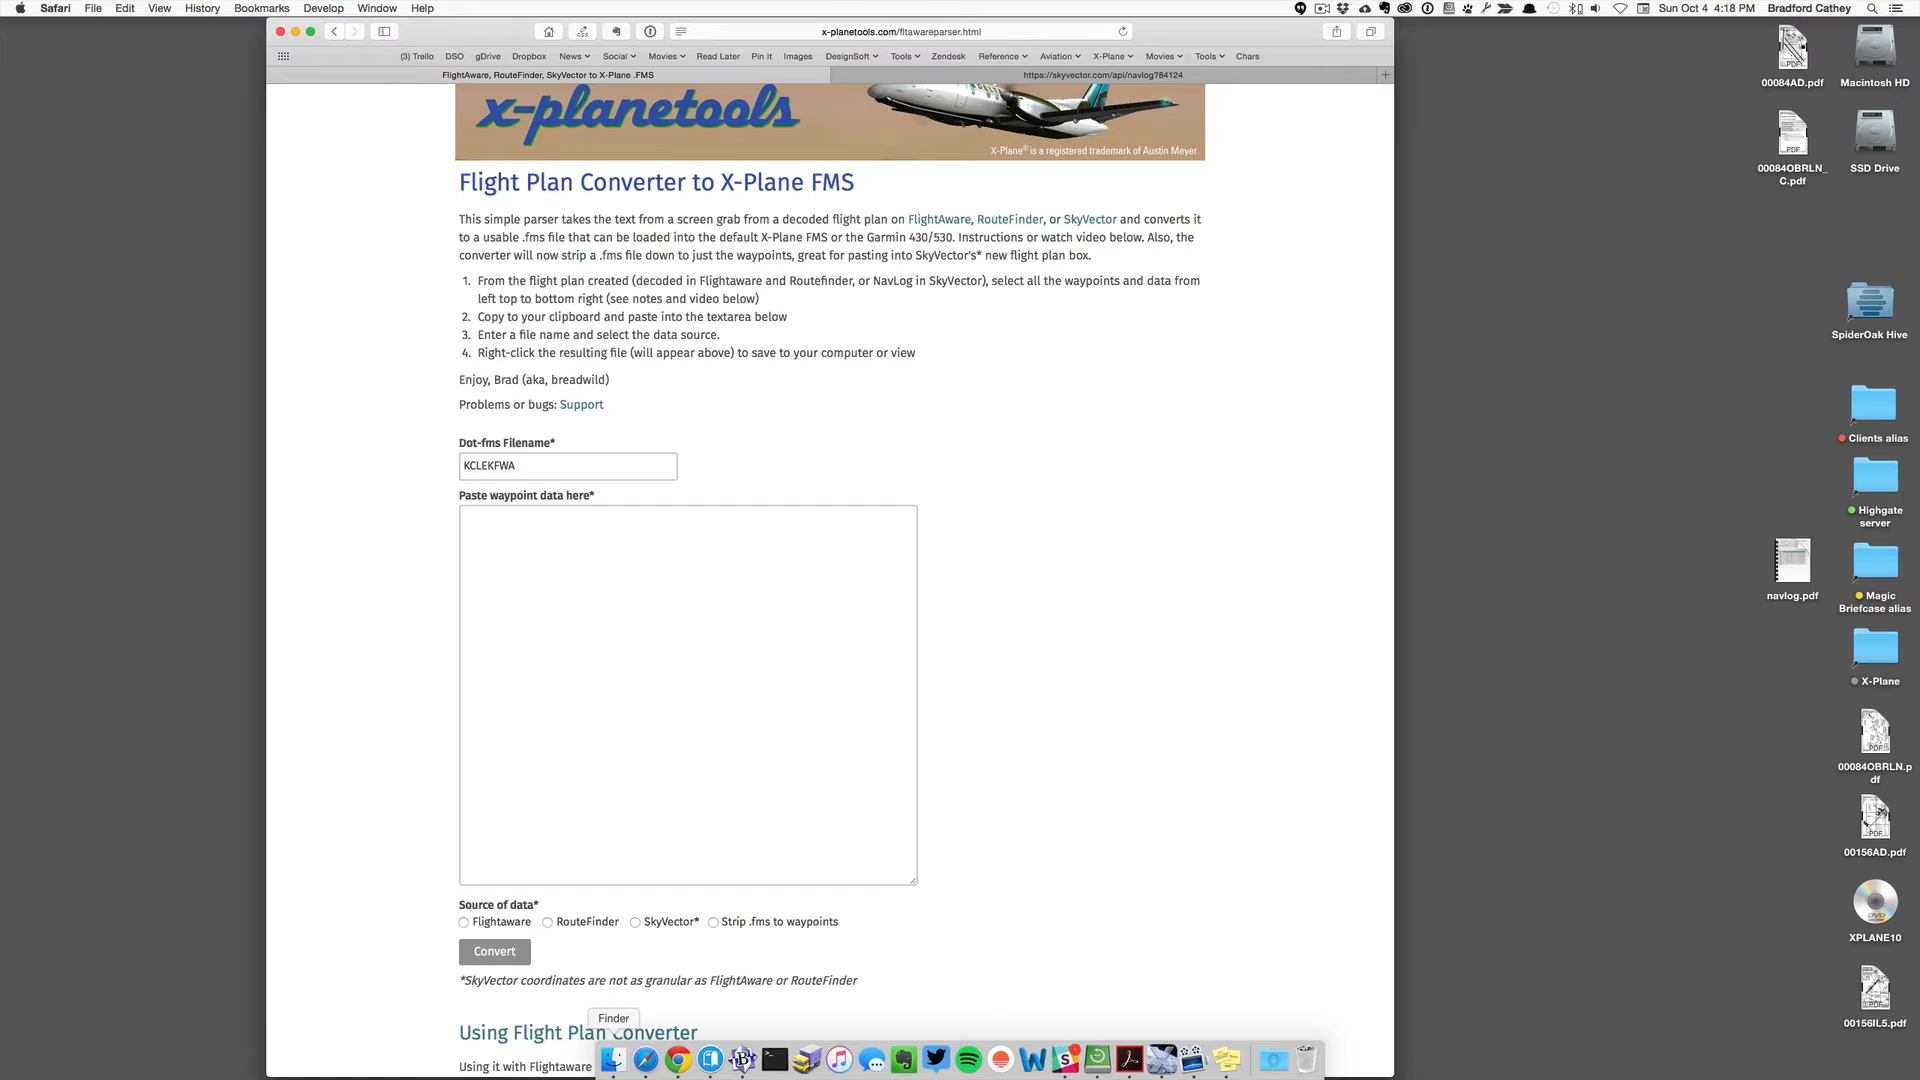 Safari File Edit View History Bookmarks Develop Window Help
Sun Oct 4 4:18 PM Bradford Cathey
x-planetools.com/fltawareparser.html
(3) Trello DSO gDrive Dropbox News Social Movies Read Later Pin It Images DesignSoft Tools Zendesk Reference Aviation X-Plane Movies Tools Chars
FlightAware, RouteFinder, SkyVector to X-Plane .FMS
https://skyvector.com/api/navlog?84124
x-planetools
X-Plane® is a registered trademark of Austin Meyer
Flight Plan Converter to X-Plane FMS
This simple parser takes the text from a screen grab from a decoded flight plan on FlightAware, RouteFinder, or SkyVector and converts it
to a usable .fms file that can be loaded into the default X-Plane FMS or the Garmin 430/530. Instructions or watch video below. Also, the
converter will now strip a .fms file down to just the waypoints, great for pasting into SkyVector's* new flight plan box.
1. From the flight plan created (decoded in Flightaware and Routefinder, or NavLog in SkyVector), select all the waypoints and data from
left top to bottom right (see notes and video below)
2. Copy to your clipboard and paste into the textarea below
3. Enter a file name and select the data source.
4. Right-click the resulting file (will appear above) to save to your computer or view
Enjoy, Brad (aka, breadwild)
Problems or bugs: Support
Dot-fms Filename*
KCLEKFWA
Paste waypoint data here*
Source of data*
Flightaware RouteFinder SkyVector* Strip .fms to waypoints
Convert
*SkyVector coordinates are not as granular as FlightAware or RouteFinder
Finder
Using Flight Plan Converter
Using it with Flightaware
00084AD.pdf
Macintosh HD
00084OBRLN_
C.pdf
SSD Drive
SpiderOak Hive
Clients alias
Highgate
server
navlog.pdf
Magic
Briefcase alias
X-Plane
00084OBRLN.p
df
00156AD.pdf
XPLANE10
00156IL5.pdf